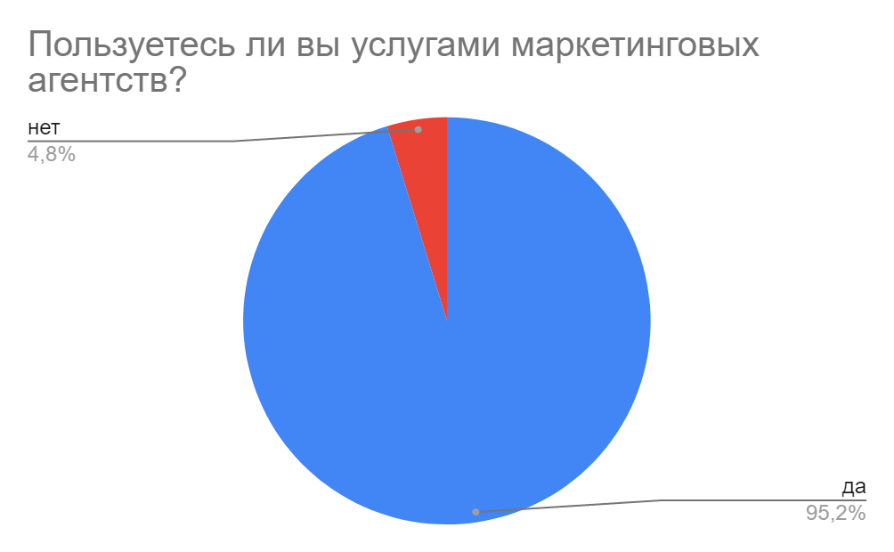 Пользуетесь ли вы услугами маркетинговых
агентств?
нет
4,8%
да
95,2%